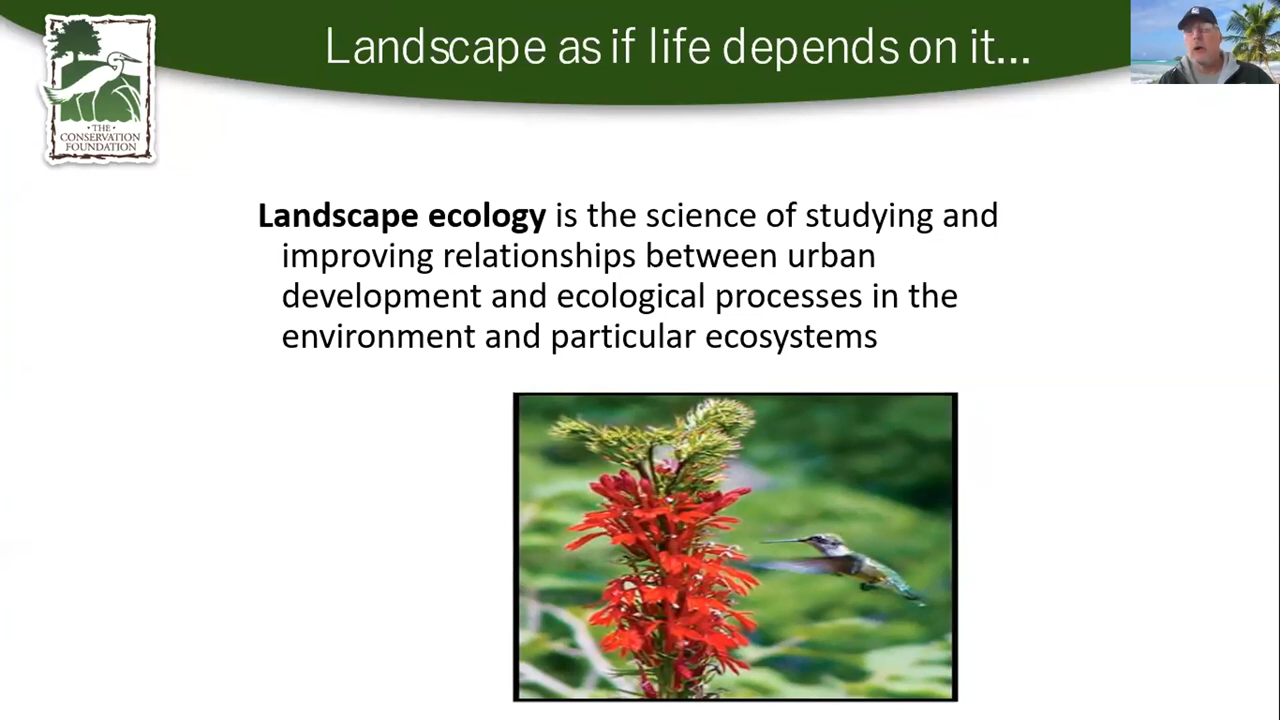 Landscape as if life depends on it...
• THE •
CONSERVATION
FOUNDATION
Landscape ecology is the science of studying and
improving relationships between urban
development and ecological processes in the
environment and particular ecosystems